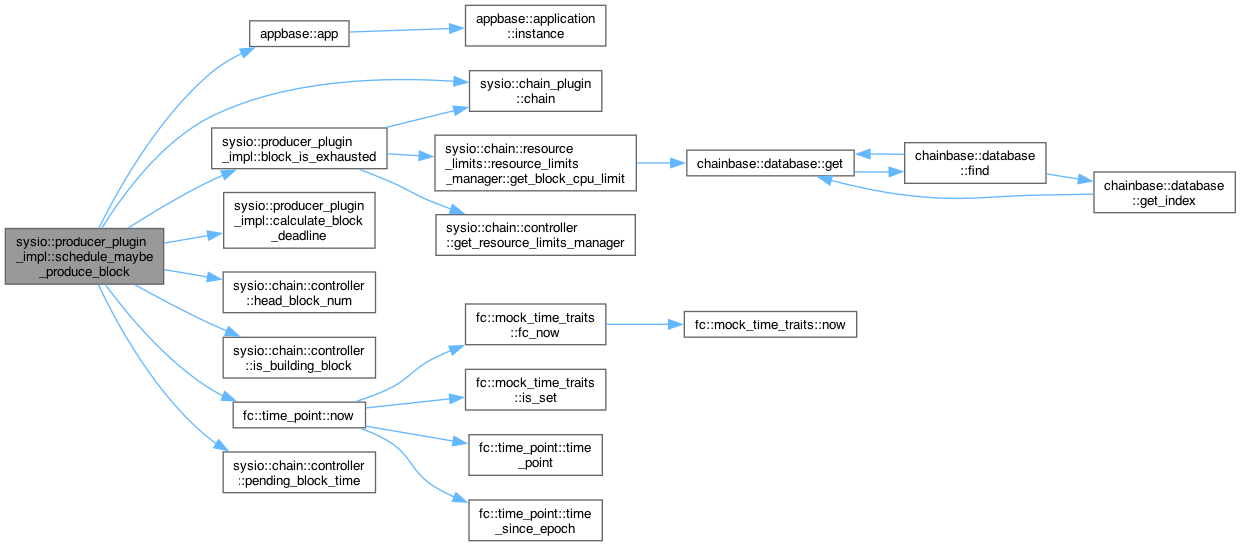 sysio::producer_plugin
_impl::schedule_maybe
_produce_block
appbase::app
appbase::application
::instance
sysio::chain_plugin
::chain
sysio::producer_plugin
_impl::block_is_exhausted
sysio::chain::resource
_limits::resource_limits
_manager::get_block_cpu_limit
chainbase::database::get
chainbase::database
::find
chainbase::database
::get_index
sysio::chain::controller
::get_resource_limits_manager
sysio::producer_plugin
_impl::calculate_block
_deadline
sysio::chain::controller
::head_block_num
sysio::chain::controller
::is_building_block
fc::time_point::now
fc::mock_time_traits
::fc_now
fc::mock_time_traits::now
fc::mock_time_traits
::is_set
fc::time_point::time
_point
fc::time_point::time
_since_epoch
sysio::chain::controller
::pending_block_time